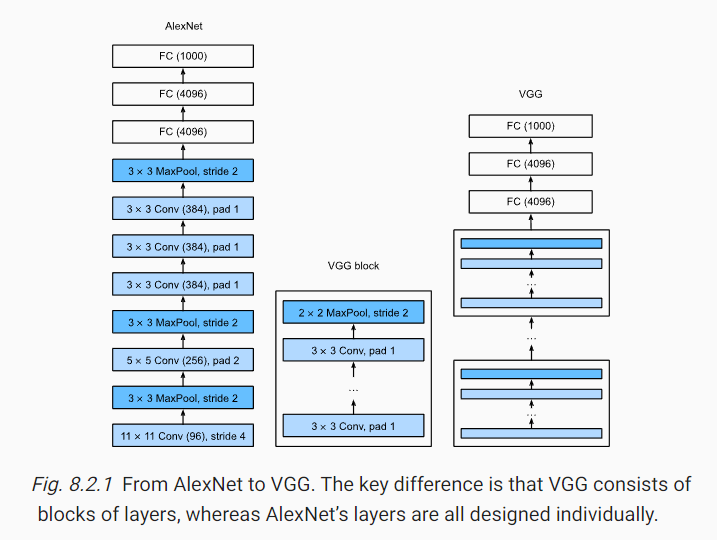 AlexNet
FC (1000)
FC (4096)
FC (4096)
3 × 3 MaxPool, stride 2
3 × 3 Conv (384), pad 1
3 × 3 Conv (384), pad 1
3 × 3 Conv (384), pad 1
3 × 3 MaxPool, stride 2
5 × 5 Conv (256), pad 2
3 × 3 MaxPool, stride 2
11 × 11 Conv (96), stride 4
VGG block
2 × 2 MaxPool, stride 2
3 × 3 Conv, pad 1
...
3 × 3 Conv, pad 1
VGG
FC (1000)
FC (4096)
FC (4096)
...
...
...
Fig. 8.2.1 From AlexNet to VGG. The key difference is that VGG consists of
blocks of layers, whereas AlexNet’s layers are all designed individually.